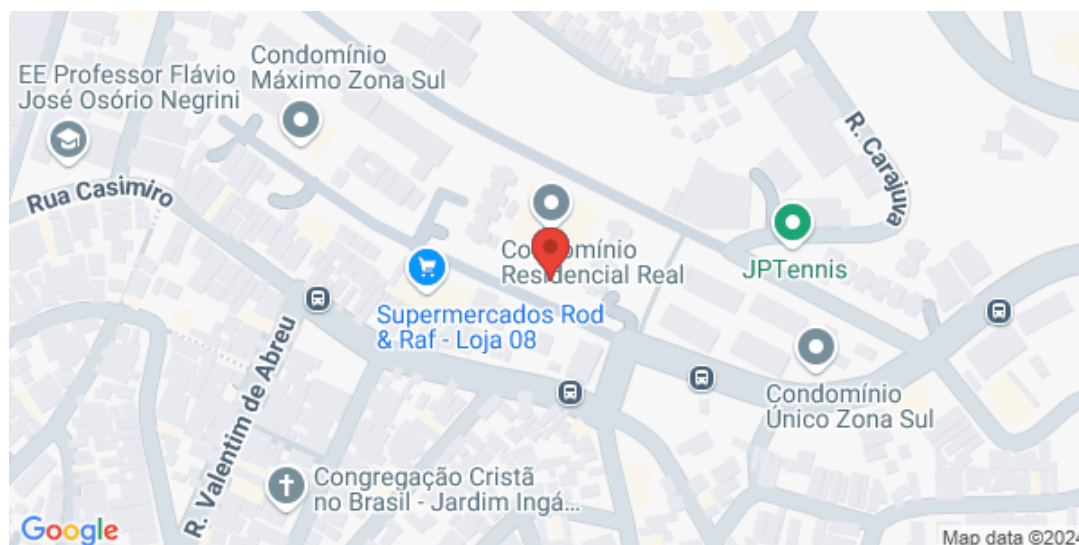 Condomínio
Máximo Zona Sul
EE Professor Flávio
José Osório Negrini
R. Carajuva
Rua Casimiro
Condomínio
Residencial Real
JPTennis
Supermercados Rod
& Raf - Loja 08
R. Valentim de Abreu
Condomínio
Único Zona Sul
Congregação Cristã
no Brasil - Jardim Ingá...
Google
Map data ©2024